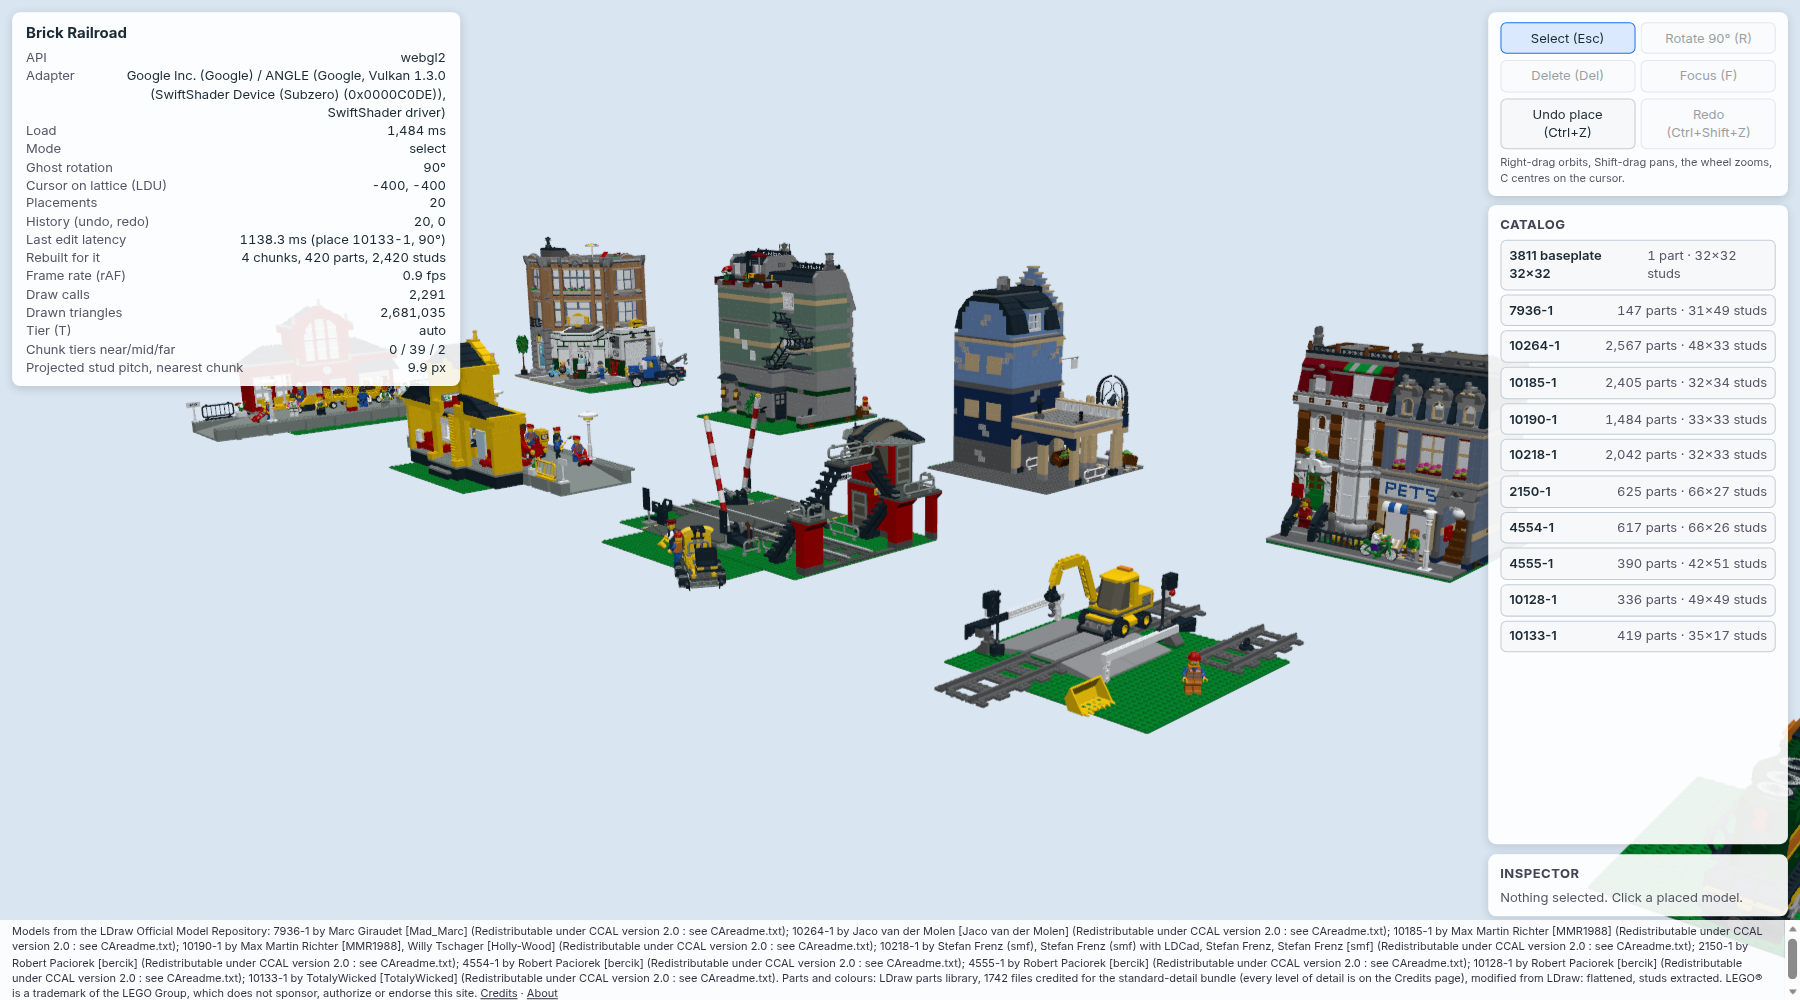 Brick Railroad
API webgl2
Adapter Google Inc. (Google) / ANGLE (Google, Vulkan 1.3.0
(SwiftShader Device (Subzero) (0x0000C0DE)),
SwiftShader driver)
Load 1,484 ms
Mode select
Ghost rotation 90°
Cursor on lattice (LDU) -400, -400
Placements 20
History (undo, redo) 20, 0
Last edit latency 1138.3 ms (place 10133-1, 90°)
Rebuilt for it 4 chunks, 420 parts, 2,420 studs
Frame rate (rAF) 0.9 fps
Draw calls 2,291
Drawn triangles 2,681,035
Tier (T) auto
Chunk tiers near/mid/far 0 / 39 / 2
Projected stud pitch, nearest chunk 9.9 px
PETS
Select (Esc) Rotate 90° (R)
Delete (Del) Focus (F)
Undo place Redo
(Ctrl+Z) (Ctrl+Shift+Z)
Right-drag orbits, Shift-drag pans, the wheel zooms,
C centres on the cursor.
CATALOG
3811 baseplate 1 part · 32×32
32×32 studs
7936-1 147 parts · 31×49 studs
10264-1 2,567 parts · 48×33 studs
10185-1 2,405 parts · 32×34 studs
10190-1 1,484 parts · 33×33 studs
10218-1 2,042 parts · 32×33 studs
2150-1 625 parts · 66×27 studs
4554-1 617 parts · 66×26 studs
4555-1 390 parts · 42×51 studs
10128-1 336 parts · 49×49 studs
10133-1 419 parts · 35×17 studs
INSPECTOR
Nothing selected. Click a placed model.
Models from the LDraw Official Model Repository: 7936-1 by Marc Giraudet [Mad_Marc] (Redistributable under CCAL version 2.0 : see CAreadme.txt); 10264-1 by Jaco van der Molen [Jaco van der Molen] (Redistributable under CCAL version 2.0 : see CAreadme.txt); 10185-1 by Max Martin Richter [MMR1988] (Redistributable under CCAL
version 2.0 : see CAreadme.txt); 10190-1 by Max Martin Richter [MMR1988], Willy Tschager [Holly-Wood] (Redistributable under CCAL version 2.0 : see CAreadme.txt); 10218-1 by Stefan Frenz (smf), Stefan Frenz (smf) with LDCad, Stefan Frenz, Stefan Frenz [smf] (Redistributable under CCAL version 2.0 : see CAreadme.txt); 2150-1 by
Robert Paciorek [bercik] (Redistributable under CCAL version 2.0 : see CAreadme.txt); 4554-1 by Robert Paciorek [bercik] (Redistributable under CCAL version 2.0 : see CAreadme.txt); 4555-1 by Robert Paciorek [bercik] (Redistributable under CCAL version 2.0 : see CAreadme.txt); 10128-1 by Robert Paciorek [bercik] (Redistributable
under CCAL version 2.0 : see CAreadme.txt); 10133-1 by TotalyWicked [TotalyWicked] (Redistributable under CCAL version 2.0 : see CAreadme.txt). Parts and colours: LDraw parts library, 1742 files credited for the standard-detail bundle (every level of detail is on the Credits page), modified from LDraw: flattened, studs extracted. LEGO®
is a trademark of the LEGO Group, which does not sponsor, authorize or endorse this site. Credits · About